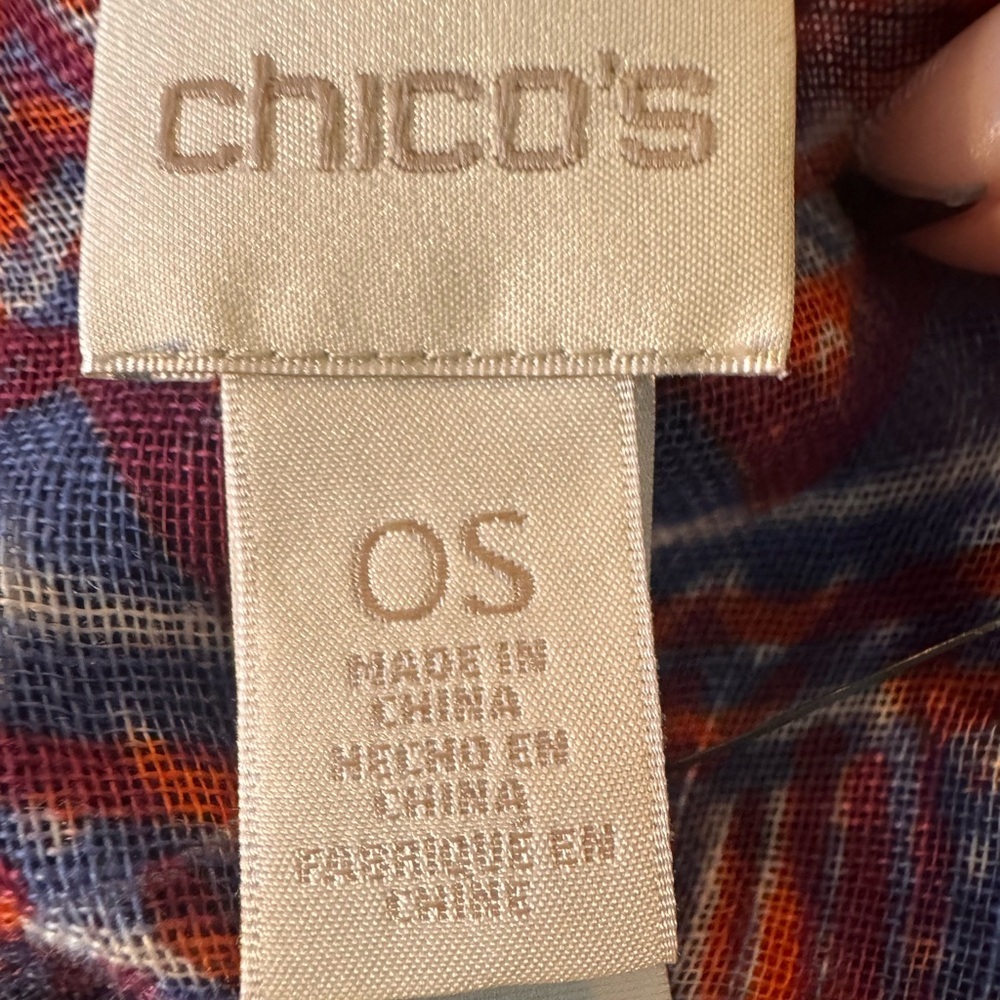 chico's
OS
MADE IN
CHINA
HECHO EN
CHINA
FABRIQUE EN
CHINE